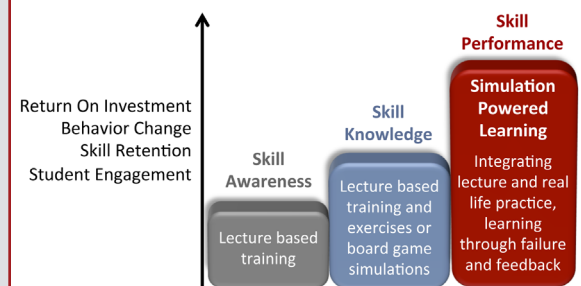 Return On Investment
Behavior Change
Skill Retention
Student Engagement
Skill
Awareness
Lecture based
training
Skill
Knowledge
Lecture based
training and
exercises or
board game
simulations
Skill
Performance
Simulation
Powered
Learning
Integrating
lecture and real
life practice,
learning
through failure
and feedback